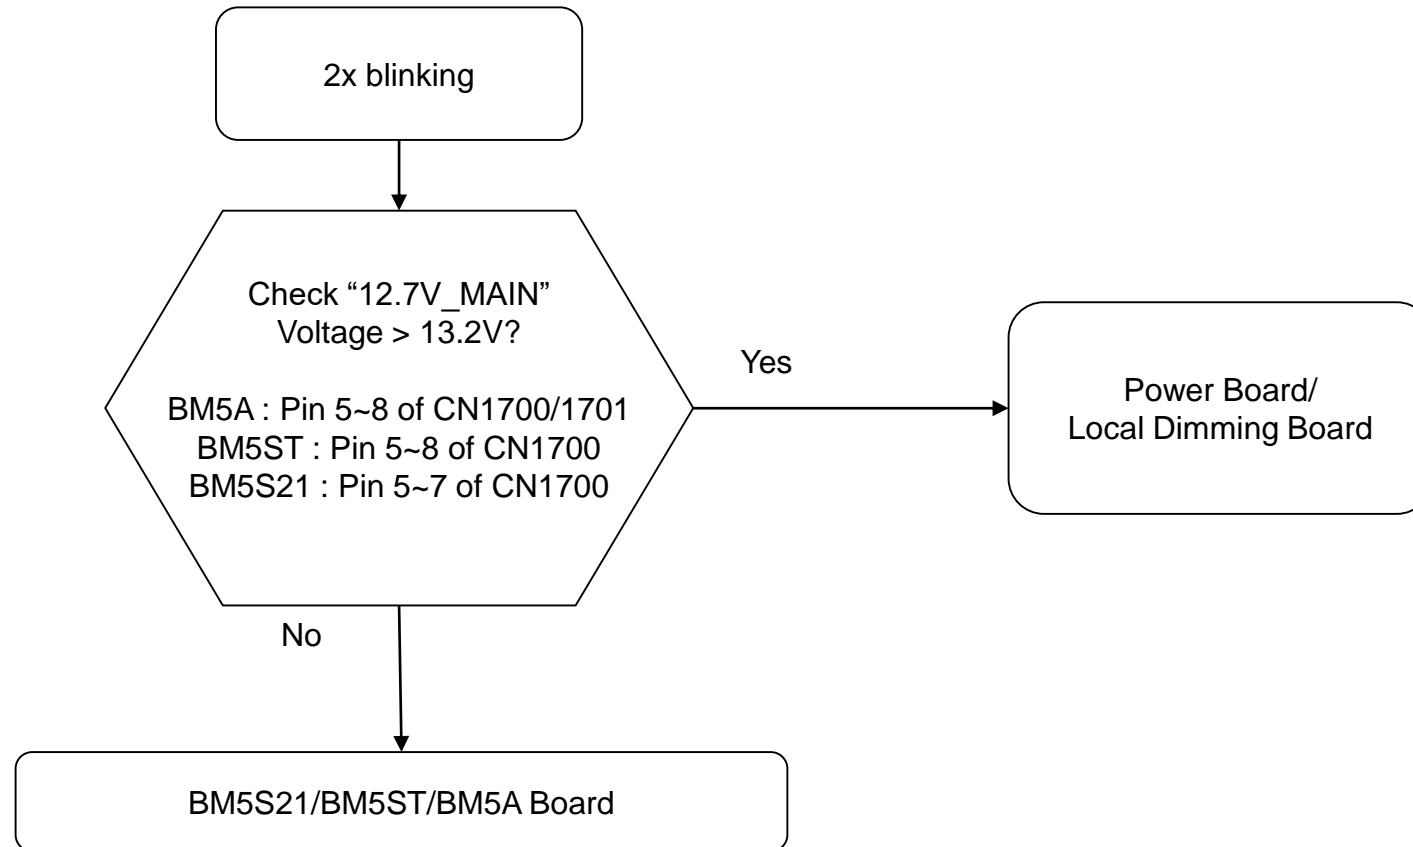 2x blinking
Check “12.7V_MAIN”
Voltage > 13.2V?
BM5A : Pin 5~8 of CN1700/1701
BM5ST : Pin 5~8 of CN1700
BM5S21 : Pin 5~7 of CN1700
Yes
Power Board/
Local Dimming Board
No
BM5S21/BM5ST/BM5A Board